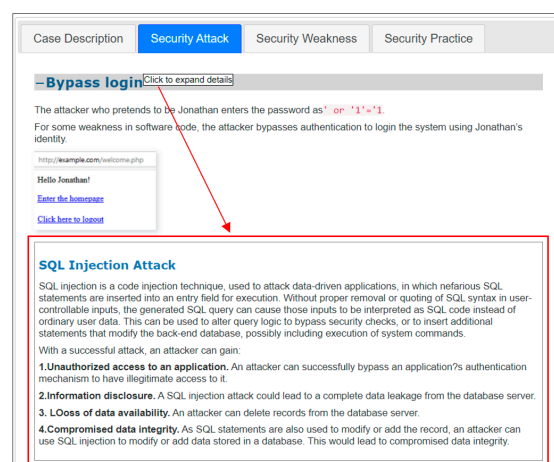 Case Description Security Attack Security Weakness Security Practice
−Bypass login Click to expand details
The attacker who pretends to be Jonathan enters the password as ' or '1'='1.
For some weakness in software code, the attacker bypasses authentication to login the system using Jonathan's
identity.
http://example.com/welcome.php
Hello Jonathan!
Enter the homepage
Click here to logout
SQL Injection Attack
SQL injection is a code injection technique, used to attack data-driven applications, in which nefarious SQL
statements are inserted into an entry field for execution. Without proper removal or quoting of SQL syntax in user-
controllable inputs, the generated SQL query can cause those inputs to be interpreted as SQL code instead of
ordinary user data. This can be used to alter query logic to bypass security checks, or to insert additional
statements that modify the back-end database, possibly including execution of system commands.
With a successful attack, an attacker can gain:
1.Unauthorized access to an application. An attacker can successfully bypass an application?s authentication
mechanism to have illegitimate access to it.
2.Information disclosure. A SQL injection attack could lead to a complete data leakage from the database server.
3. LOoss of data availability. An attacker can delete records from the database server.
4.Compromised data integrity. As SQL statements are also used to modify or add the record, an attacker can
use SQL injection to modify or add data stored in a database. This would lead to compromised data integrity.